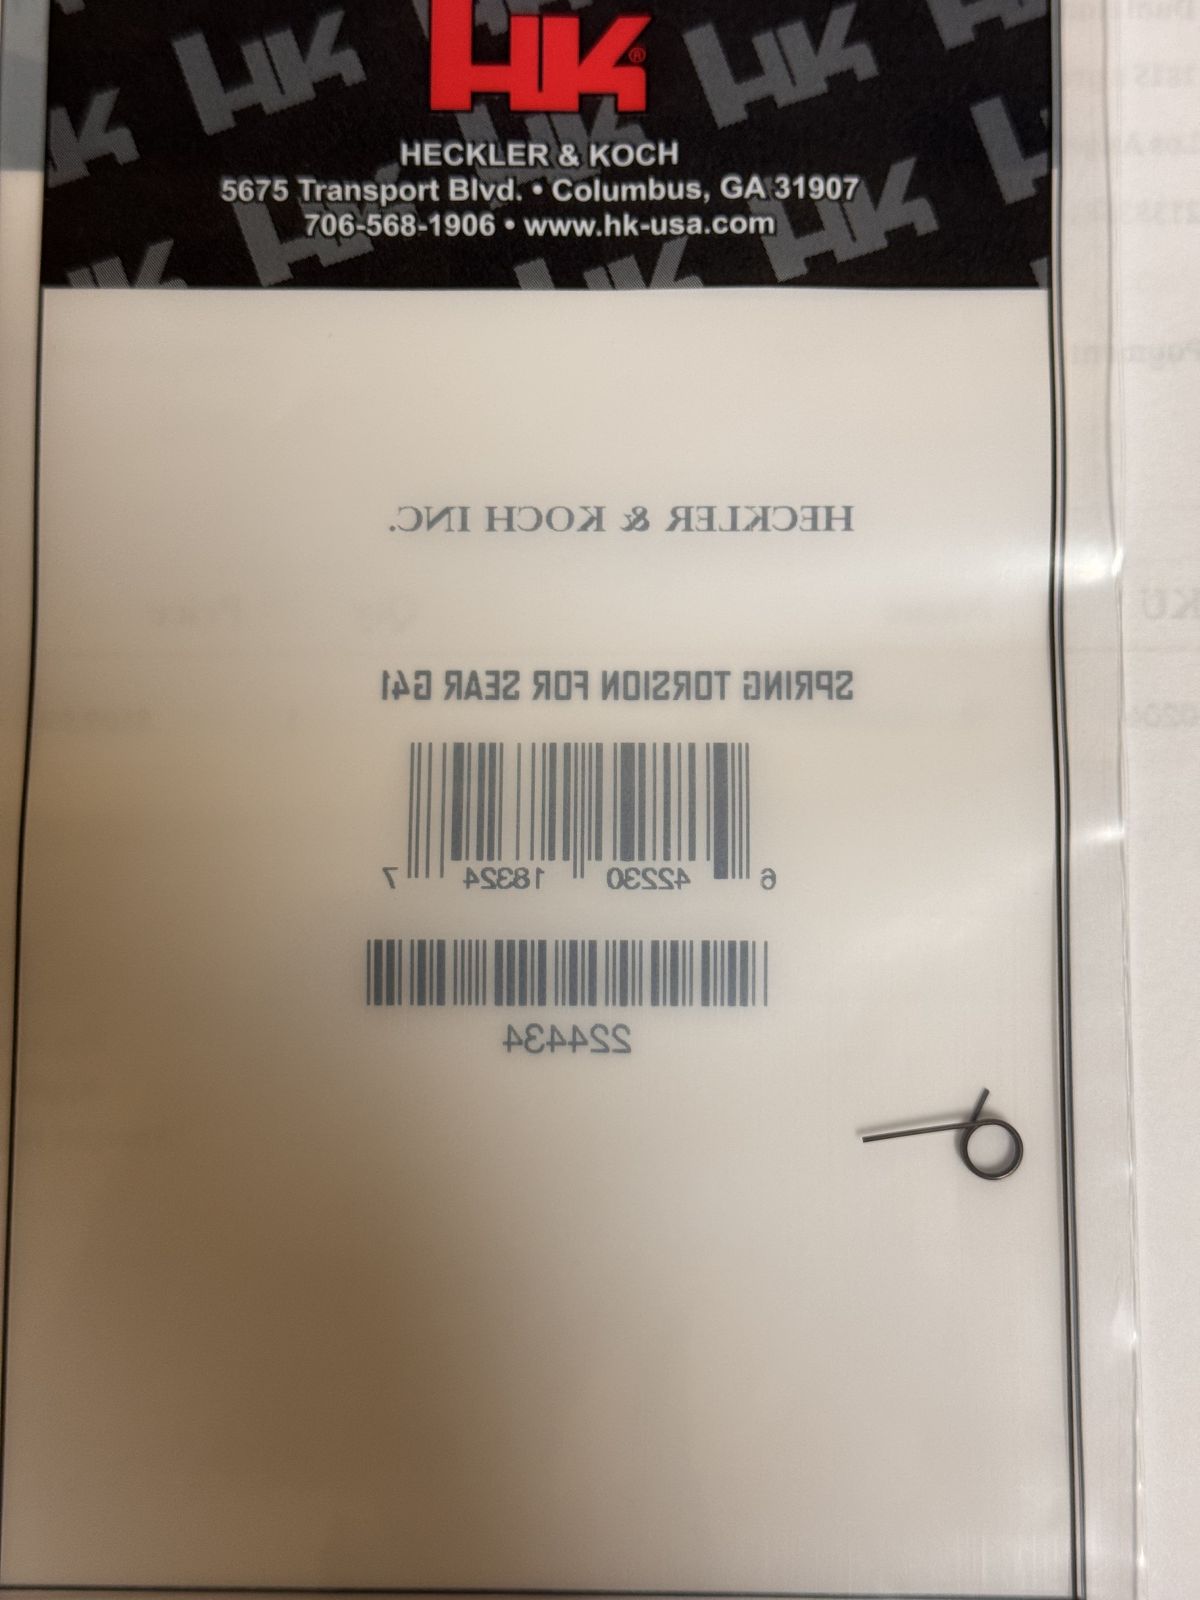 HK®
HECKLER & KOCH
5675 Transport Blvd. • Columbus, GA 31907
706-568-1906 • www.hk-usa.com
HECKLER & KOCH INC.
SPRING TORSION FOR SEAR G41
6 42230 18324 7
224434